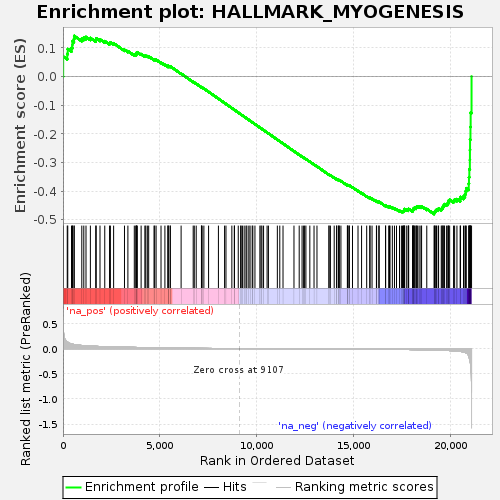 Enrichment plot: HALLMARK_MYOGENESIS
Enrichment score (ES)
0.1
0.0
-0.1
-0.2
-0.3
-0.4
-0.5
'na_pos' (positively correlated)
Ranked list metric (PreRanked)
0.5
0.0
-0.5
-1.0
-1.5
Zero cross at 9107
'na_neg' (negatively correlated)
0
5,000
10,000
15,000
20,000
Rank in Ordered Dataset
Enrichment profile
Hits
Ranking metric scores